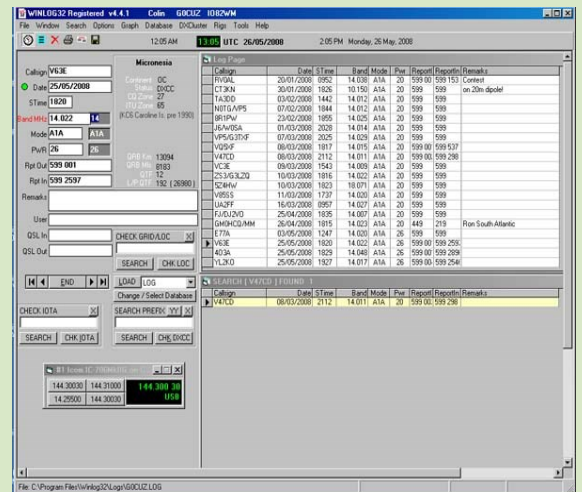 WINLOG32 Registered v4.4.1 Colin G0CUZ IO82WM
File Window Search Options Graph Database DXCluster Rigs Tools Help
12:05 AM
13:05 UTC 26/05/2008
2:05 PM Monday, 26 May, 2008
Callsign V63E
Date 25/05/2008
STime 1820
Band MHz 14.022 14
Mode A1A A1A
PWR 26 26
Rpt Out 599 001
Rpt In 599 2597
Remarks
User
QSL In
QSL Out
Micronesia
Continent OC
Status DXCC
CQ Zone 27
ITU Zone 65
(KC6 Caroline Is. pre 1990)
QRB Km 13094
QRB Mls 8183
QTF 12
L/P QTF 192 ( 26980 )
CHECK GRID/LOC X
SEARCH CHK LOC
END
LOAD LOG
Change / Select Database
CHECK IOTA X
SEARCH PREFIX YY X
SEARCH CHK IOTA
SEARCH CHK DXCC
144.30030 144.31000 144.300 30
14.25500 144.30030 USB
Log Page
Callsign Date STime Band Mode Pwr Report ReportIn Remarks
RV0AL 20/01/2008 0952 14.038 A1A 20 599 00 599 153 Contest
CT3KN 30/01/2008 1826 10.150 A1A 20 599 599 on 20m dipole!
TA3DD 03/02/2008 1442 14.012 A1A 20 599 599
N0TG/VP5 07/02/2008 1844 14.012 A1A 20 599 599
8R1PW 23/02/2008 1855 14.025 A1A 20 599 599
J6/W0SA 01/03/2008 2028 14.014 A1A 20 599 599
VP5/G3TXF 07/03/2008 2025 14.029 A1A 20 599 599
08/03/2008 1817 14.015 A1A 20 599 00 599 537
V47CD 08/03/2008 2112 14.011 A1A 20 599 00 599 298
VC3E 09/03/2008 1543 14.009 A1A 20 599 599
ZS3/G3LZQ 10/03/2008 1816 14.022 A1A 20 599 599
5Z4HW 10/03/2008 1823 18.071 A1A 20 599 599
V85SS 11/03/2008 1737 14.020 A1A 20 599 599
UA2FF 16/03/2008 0957 14.027 A1A 20 599 599
FJ/DJ2VO 25/04/2008 1835 14.007 A1A 20 599 599
GM0HCQ/MM 26/04/2008 1815 14.023 A1A 20 449 219 Ron South Atlantic
E77A 03/05/2008 1247 14.020 A1A 26 599 599
V63E 25/05/2008 1820 14.022 A1A 26 599 00 599 259
4O3A 25/05/2008 1829 14.048 A1A 26 599 00 599 289
YL2KO 25/05/2008 1927 14.017 A1A 26 599 00 599 254
SEARCH [ V47CD ] FOUND 1
Callsign Date STime Band Mode Pwr Report ReportIn Remarks
V47CD 08/03/2008 2112 14.011 A1A 20 599 00 599 298
File: C:\Program Files\Winlog32\Logs\G0CUZ.LOG